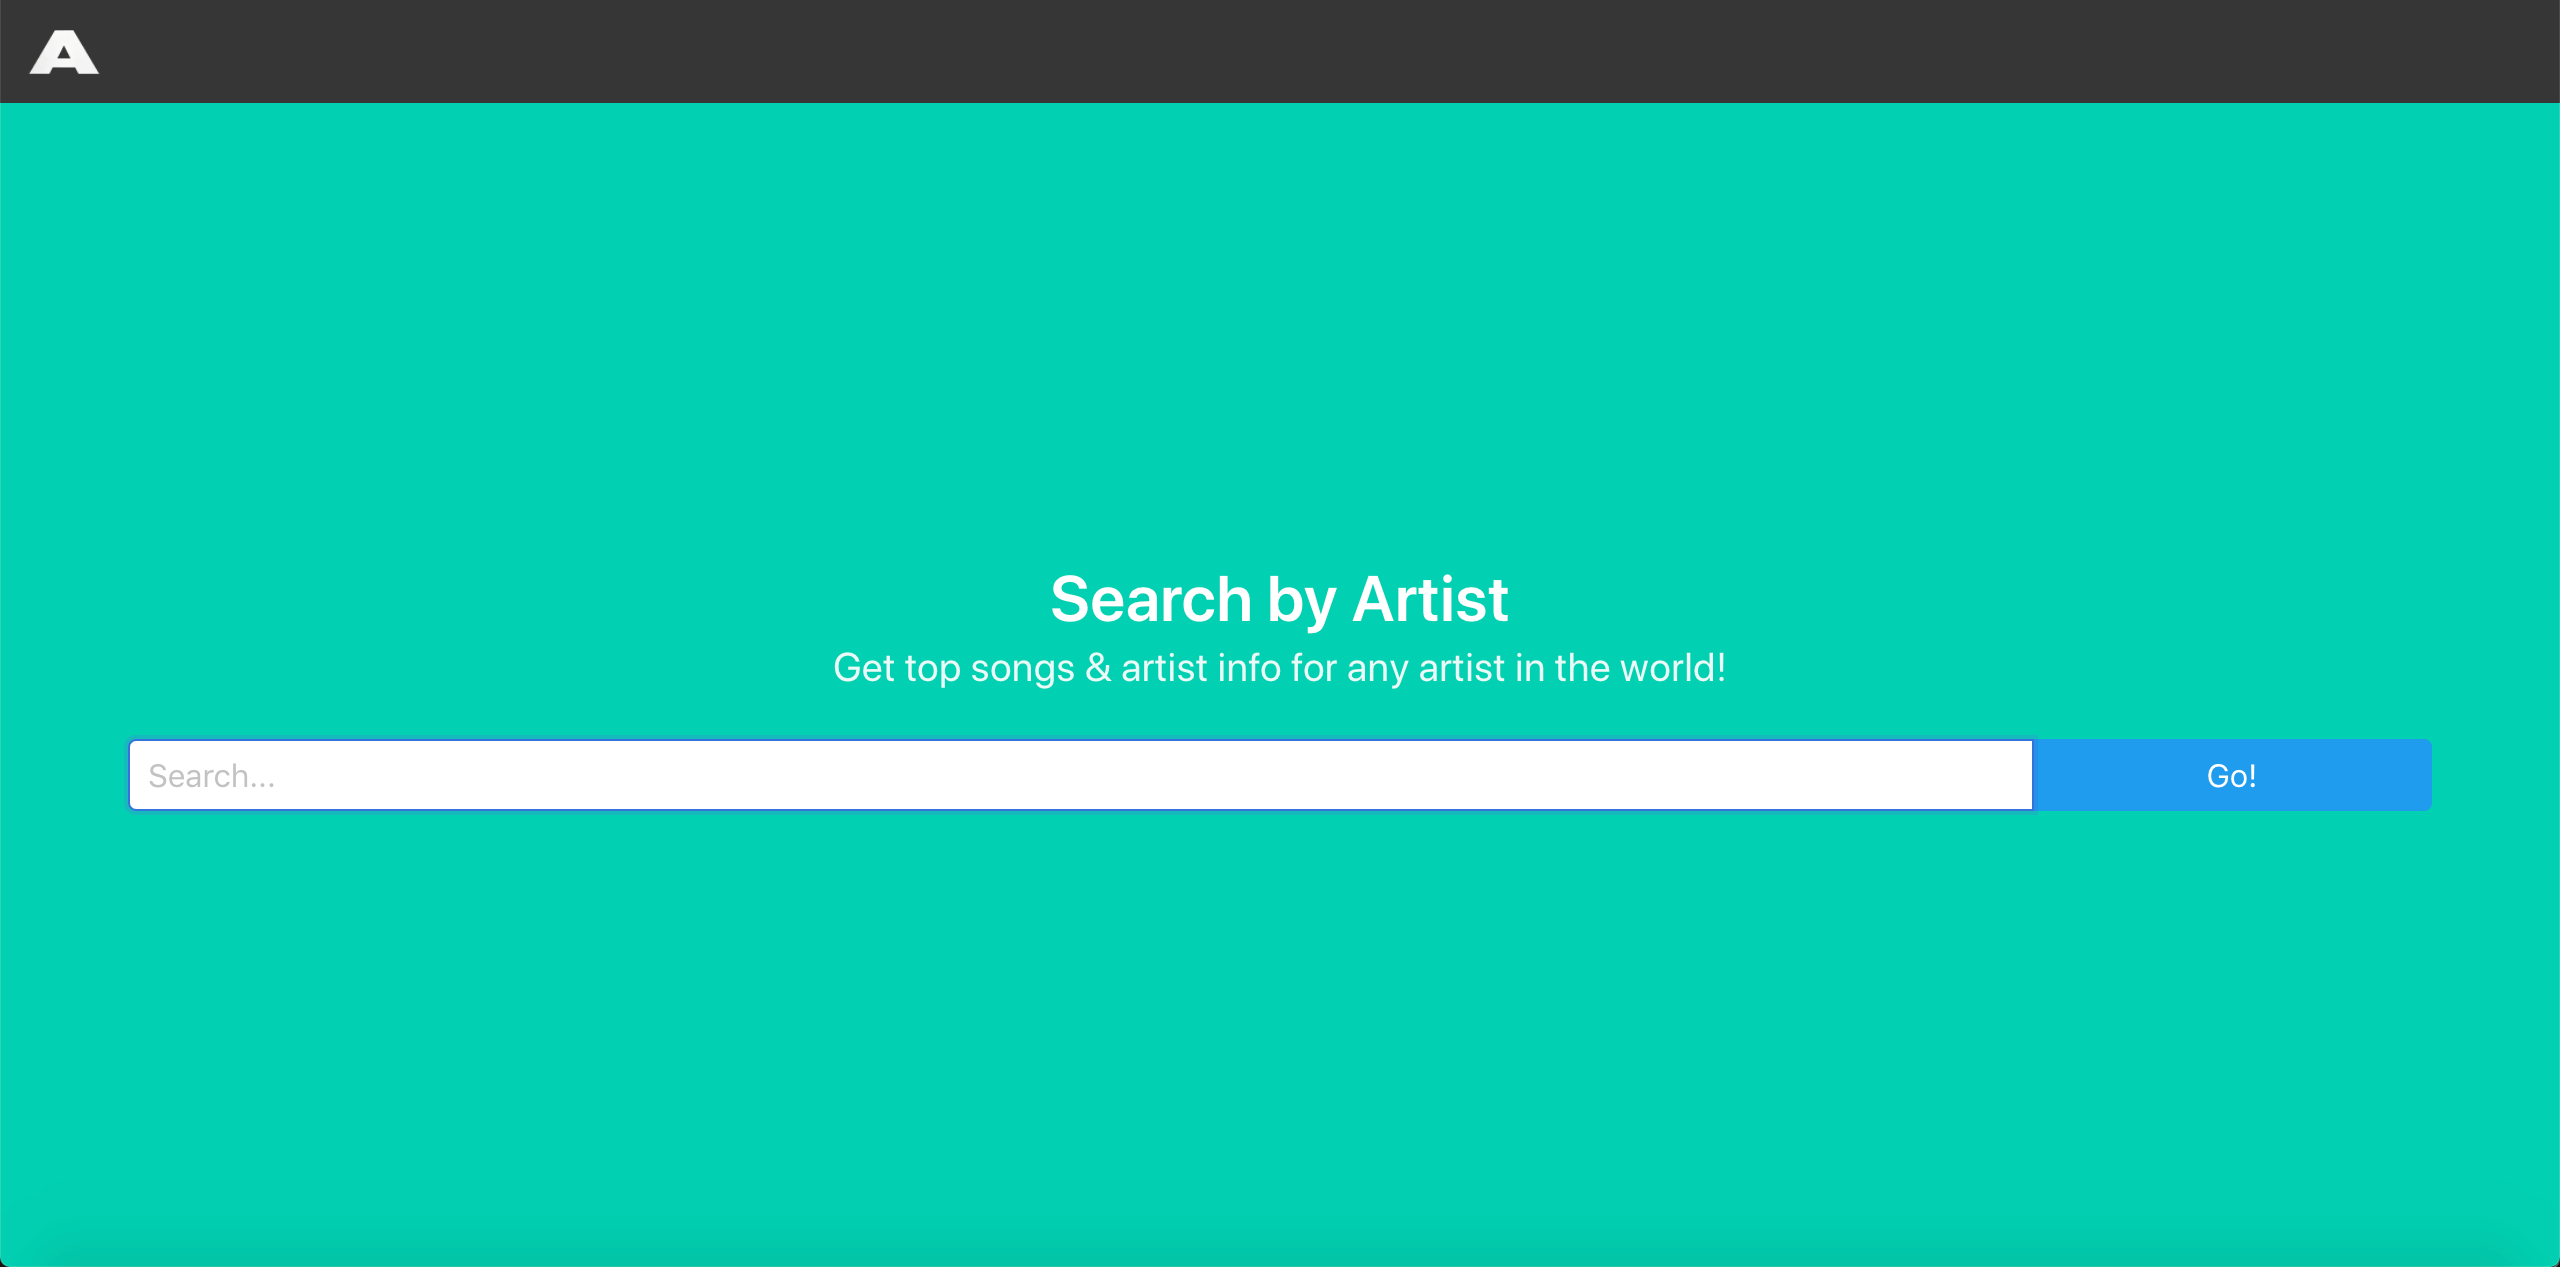 A
Search by Artist
Get top songs & artist info for any artist in the world!
Search...
Go!